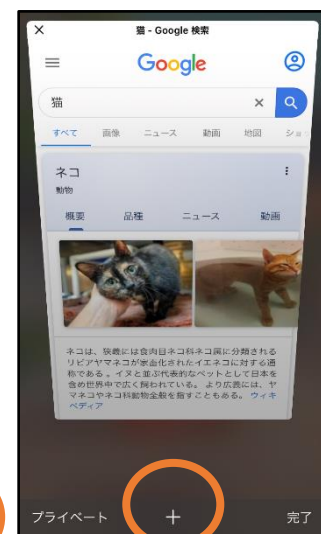 猫 - Google 検索
Google
猫
すべて 画像 ニュース 動画 地図 ショ
ネコ
動物
概要 品種 ニュース 動画
ネコは、狭義には食肉目ネコ科ネコ属に分類される
リビアヤマネコが家畜化されたイエネコに対する通
称である。イヌと並ぶ代表的なペットとして日本を
含め世界中で広く飼われている。より広義には、ヤ
マネコやネコ科動物全般を指すこともある。 ウィキ
ペディア
プライベート + 完了